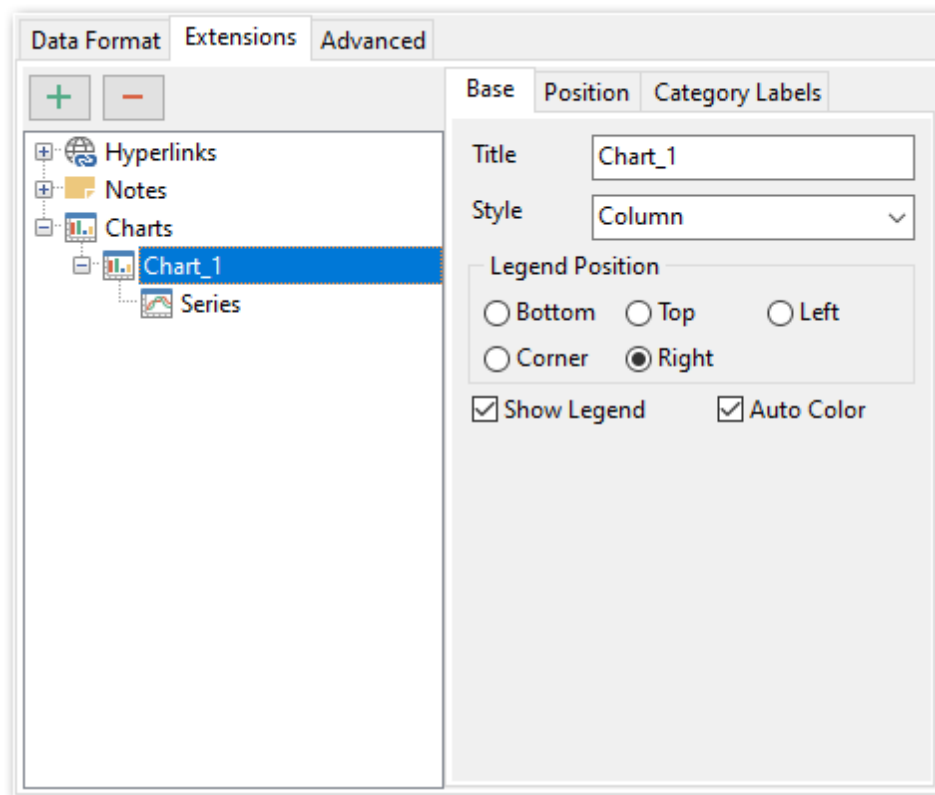 Data Format Extensions Advanced
Base Position Category Labels
Hyperlinks
Notes
Charts
Chart_1
Series
Title Chart_1
Style Column
Legend Position
Bottom Top Left
Corner Right
Show Legend Auto Color